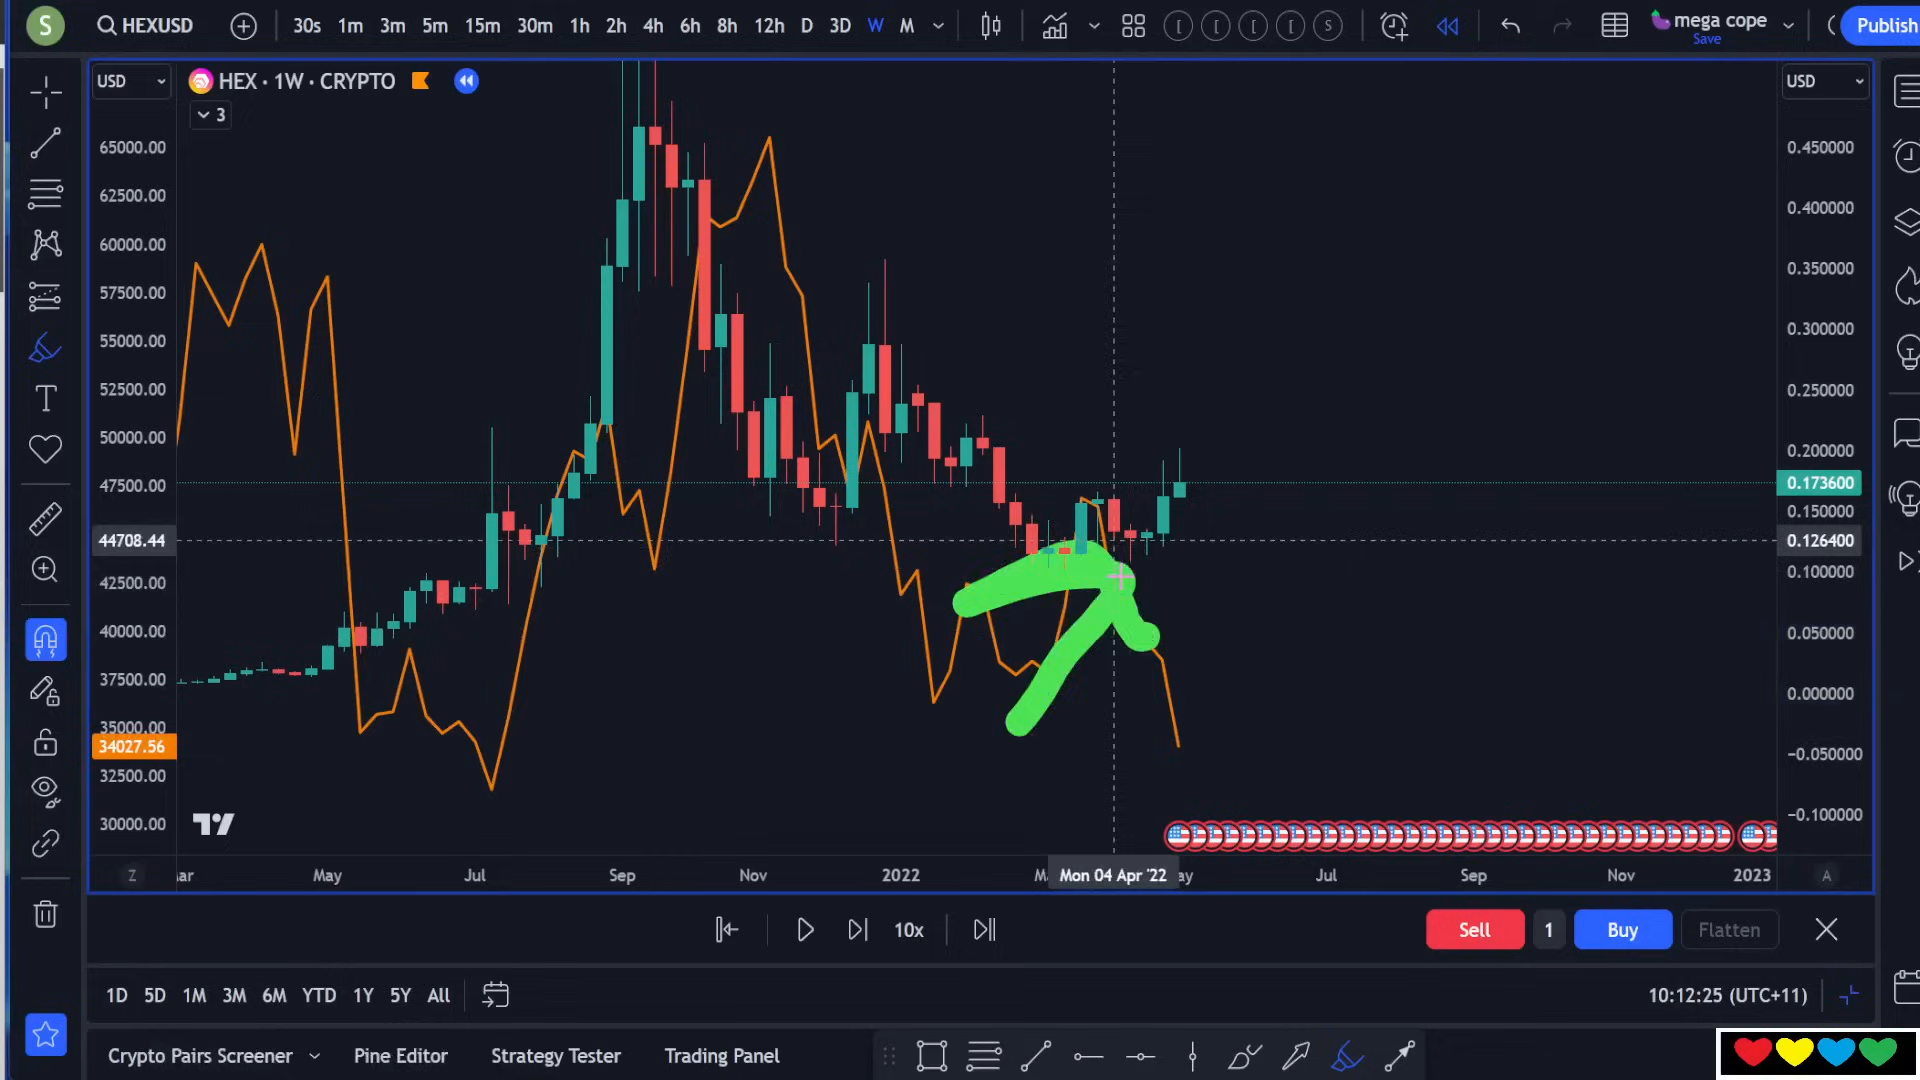 S HEXUSD 30s 1m 3m 5m 15m 30m 1h 2h 4h 6h 8h 12h D 3D W M [ [ [ [ S mega cope Publish
Save
USD HEX · 1W · CRYPTO USD
3
65000.00 0.450000
62500.00 0.400000
60000.00 0.350000
57500.00 0.300000
55000.00 0.250000
52500.00 0.200000
50000.00 0.173600
47500.00 0.150000
44708.44 0.126400
42500.00 0.100000
40000.00 0.050000
37500.00 0.000000
35000.00 −0.050000
34027.56
32500.00
30000.00 −0.100000
Z ar May Jul Sep Nov 2022 Mon 04 Apr '22 ay Jul Sep Nov 2023 A
10x Sell 1 Buy Flatten
1D 5D 1M 3M 6M YTD 1Y 5Y All 10:12:25 (UTC+11)
Crypto Pairs Screener Pine Editor Strategy Tester Trading Panel